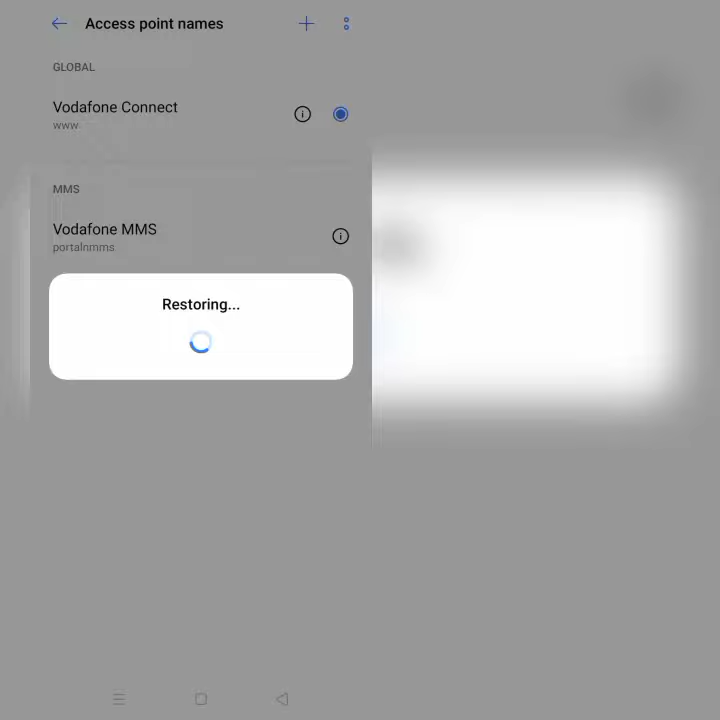 Access point names
GLOBAL
Vodafone Connect
www
MMS
Vodafone MMS
portalnmms
Restoring...